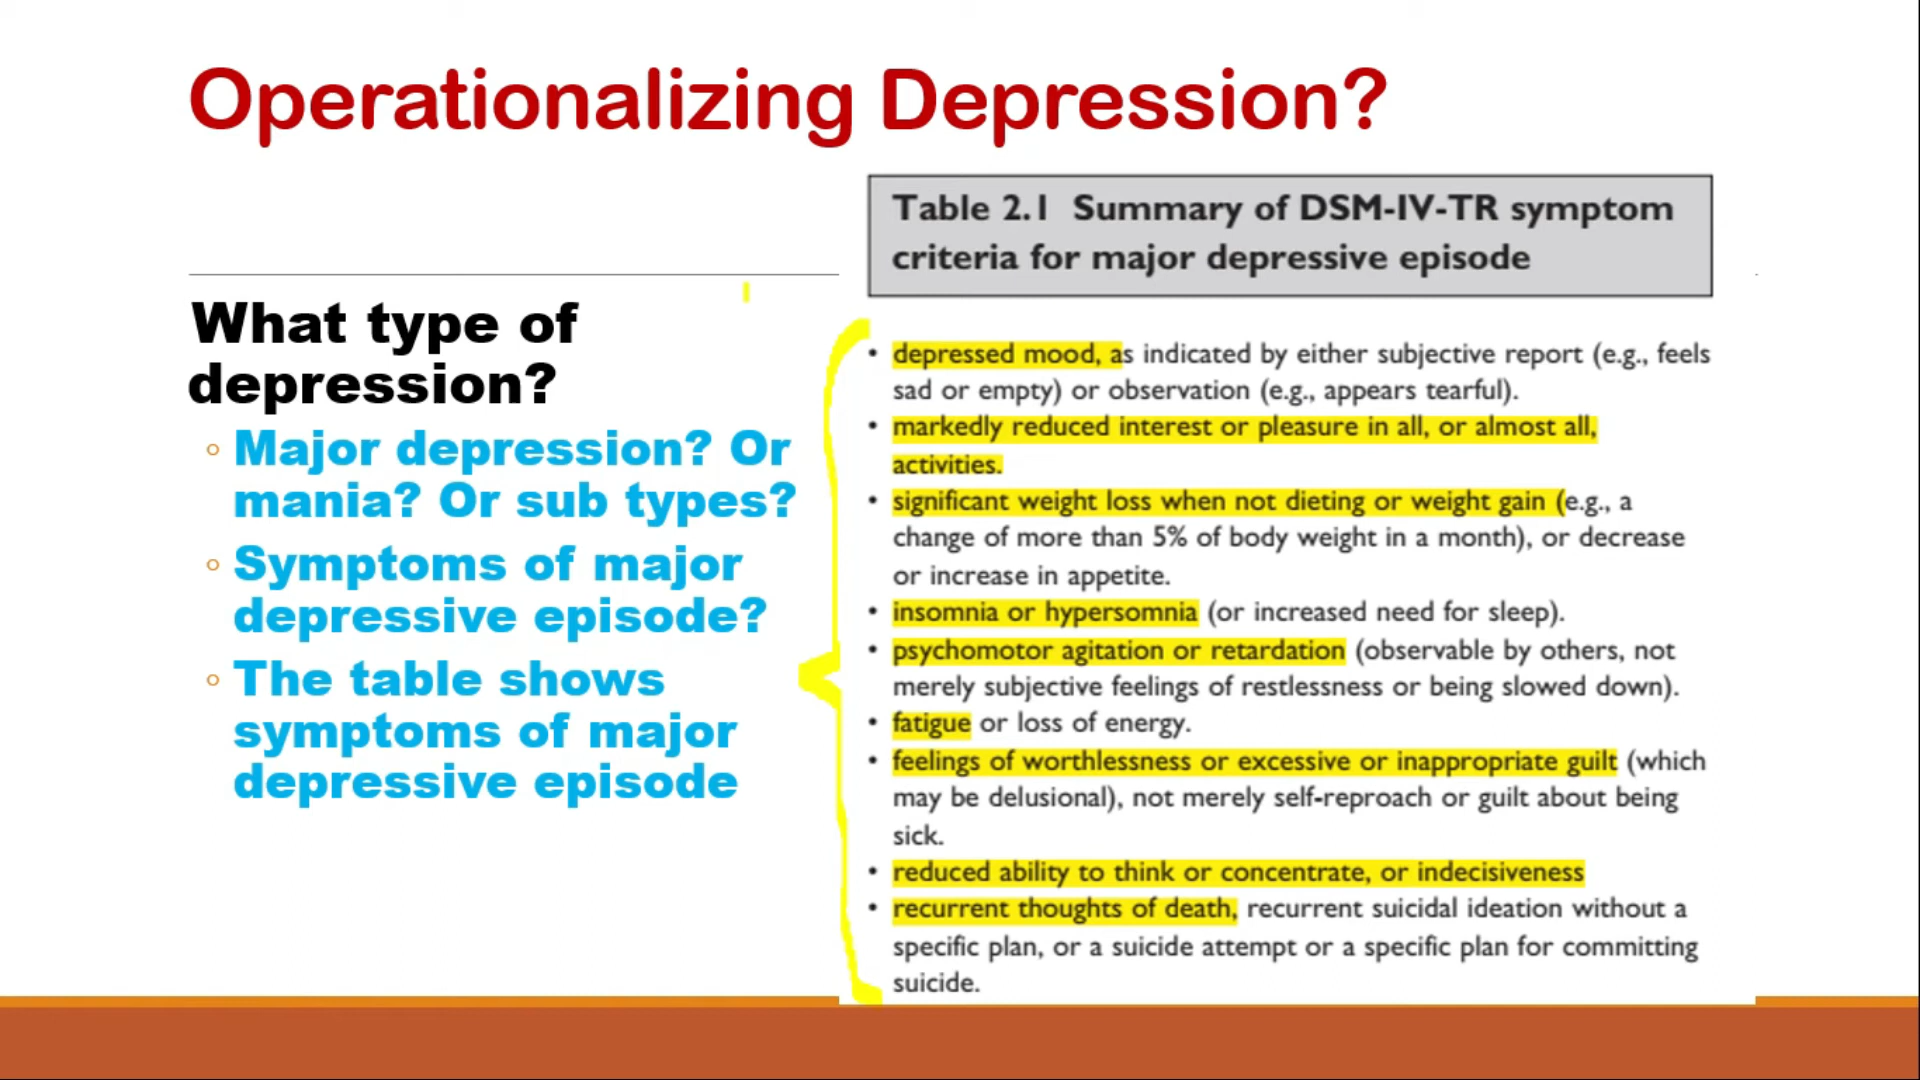 Operationalizing Depression?
What type of
depression?
◦ Major depression? Or
mania? Or sub types?
◦ Symptoms of major
depressive episode?
◦ The table shows
symptoms of major
depressive episode
Table 2.1 Summary of DSM-IV-TR symptom
criteria for major depressive episode
• depressed mood, as indicated by either subjective report (e.g., feels
sad or empty) or observation (e.g., appears tearful).
• markedly reduced interest or pleasure in all, or almost all,
activities.
• significant weight loss when not dieting or weight gain (e.g., a
change of more than 5% of body weight in a month), or decrease
or increase in appetite.
• insomnia or hypersomnia (or increased need for sleep).
• psychomotor agitation or retardation (observable by others, not
merely subjective feelings of restlessness or being slowed down).
• fatigue or loss of energy.
• feelings of worthlessness or excessive or inappropriate guilt (which
may be delusional), not merely self-reproach or guilt about being
sick.
• reduced ability to think or concentrate, or indecisiveness
• recurrent thoughts of death, recurrent suicidal ideation without a
specific plan, or a suicide attempt or a specific plan for committing
suicide.